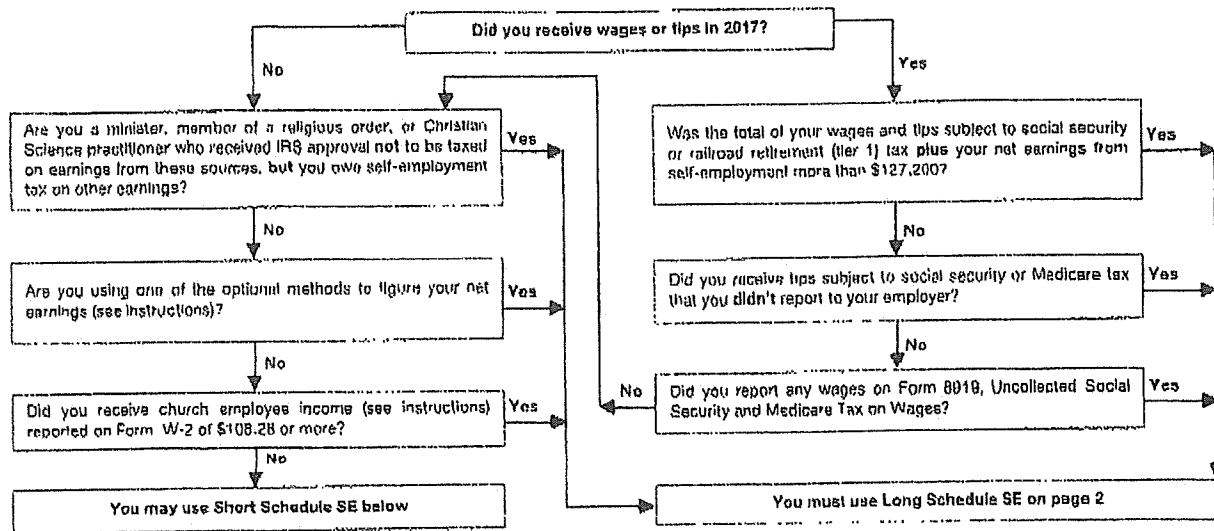 Did you receive wages or tips in 2017?
No
Yes
Are you a minister, member of a religious order, or Christian
Science practitioner who received IRS approval not to be taxed
on earnings from these sources, but you owe self-employment
tax on other earnings?
Yes
Was the total of your wages and tips subject to social security
or railroad retirement (tier 1) tax plus your net earnings from
self-employment more than $127,200?
Yes
No
No
Are you using one of the optional methods to figure your net
earnings (see instructions)?
Yes
Did you receive tips subject to social security or Medicare tax
that you didn't report to your employer?
Yes
No
No
Did you receive church employee income (see instructions)
reported on Form W-2 of $108.28 or more?
Yes
No
Did you report any wages on Form 8919, Uncollected Social
Security and Medicare Tax on Wages?
Yes
No
You may use Short Schedule SE below
You must use Long Schedule SE on page 2